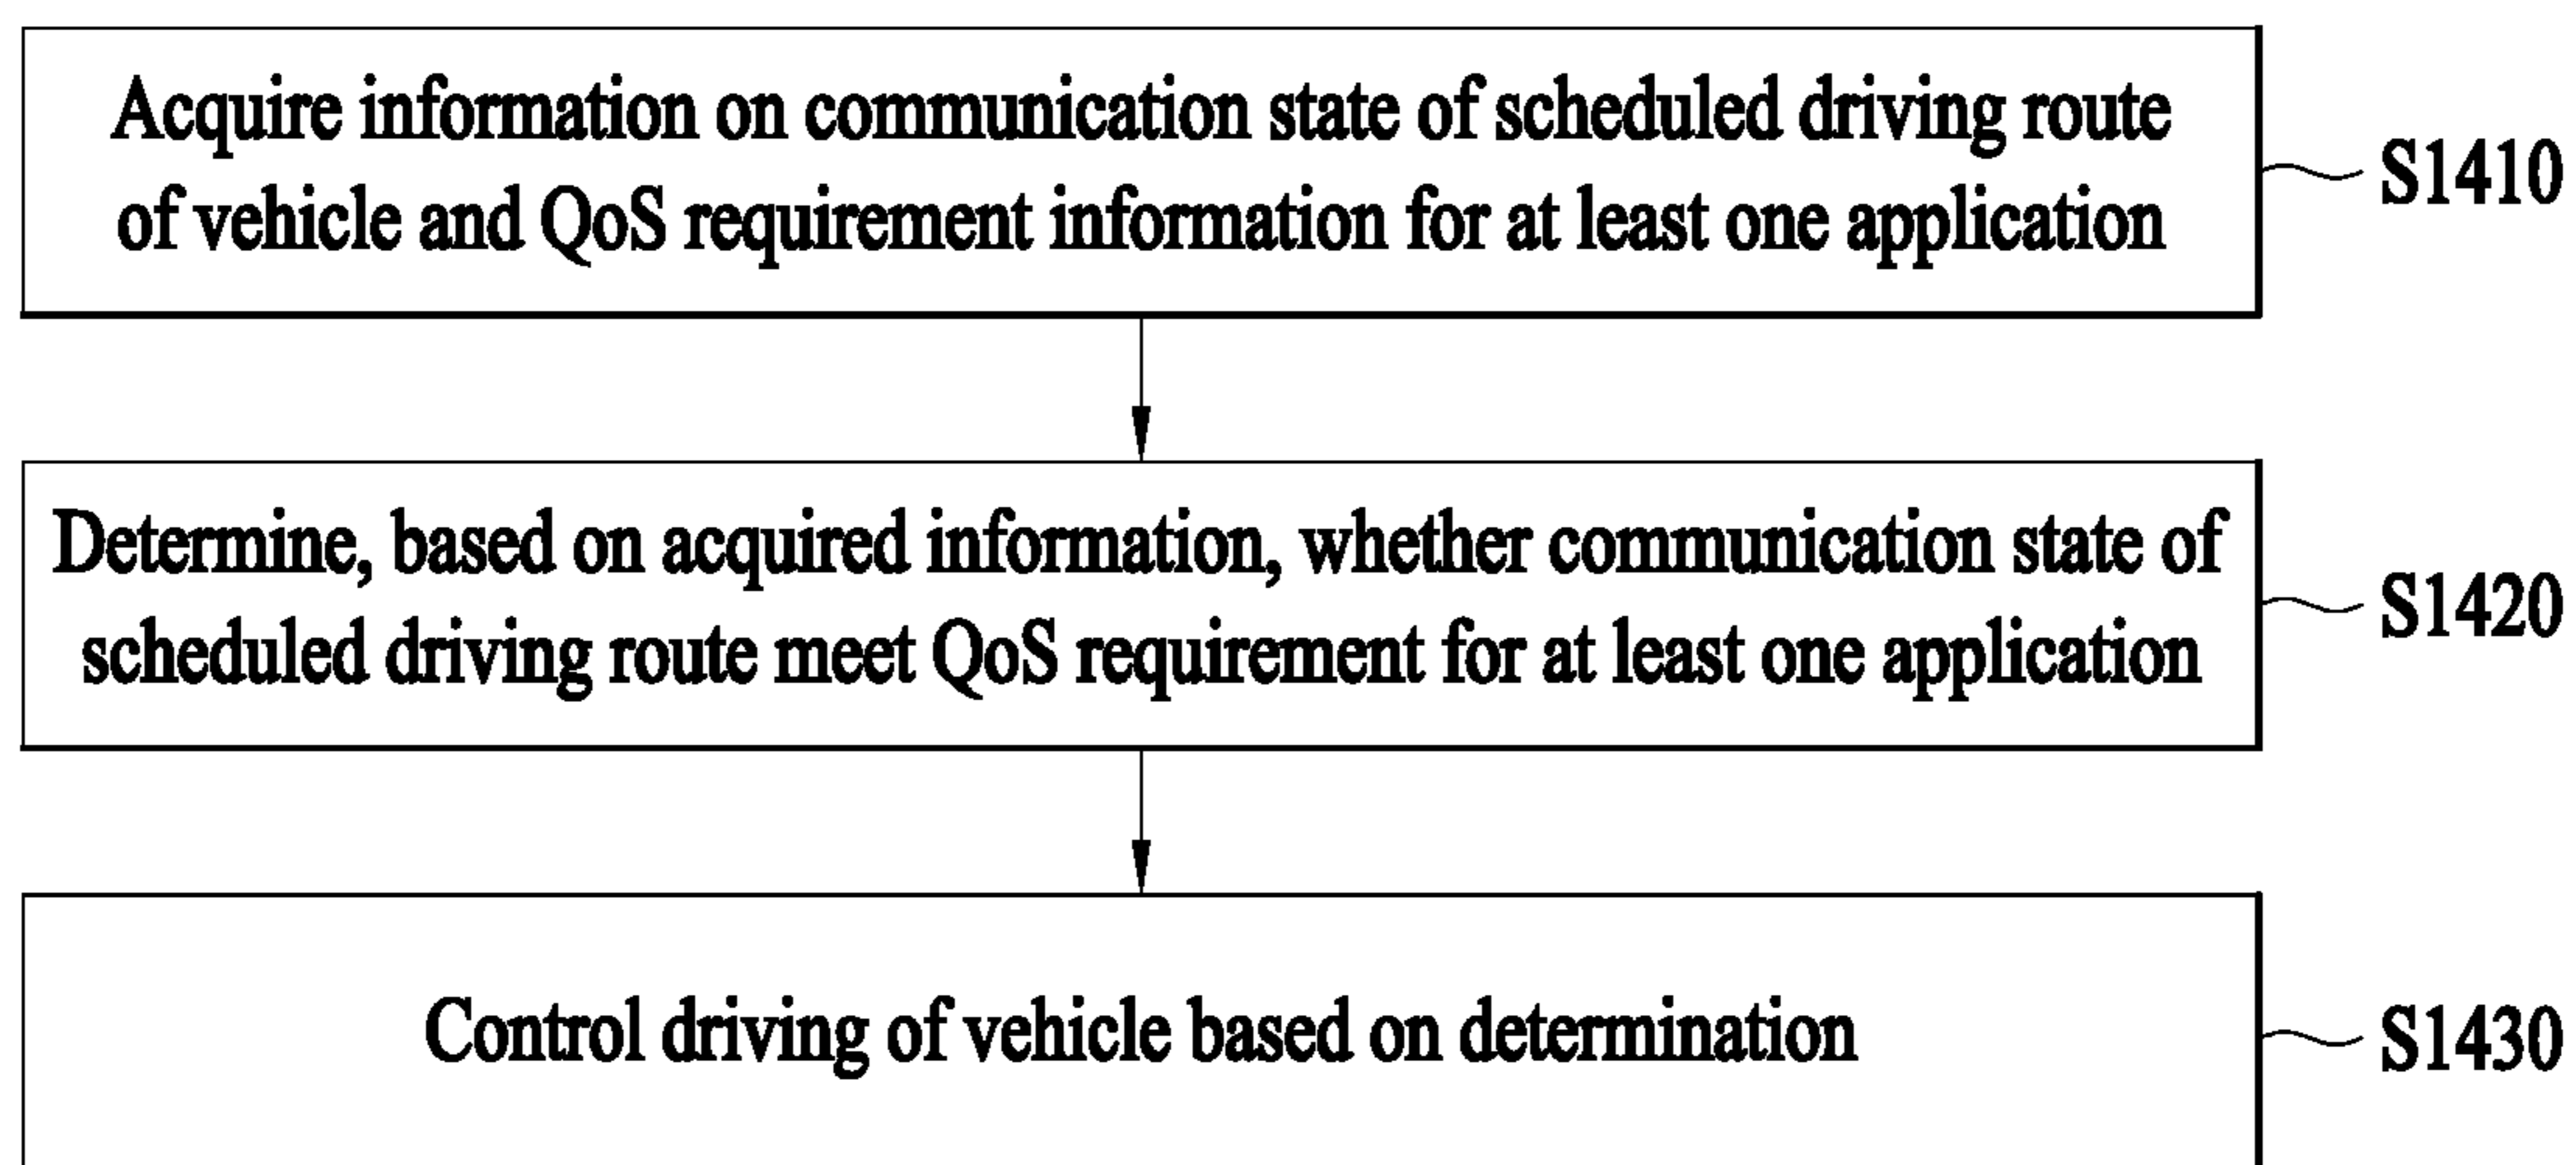 Acquire information on communication state of scheduled driving route
of vehicle and QoS requirement information for at least one application
S1410
Determine, based on acquired information, whether communication state of
scheduled driving route meet QoS requirement for at least one application
S1420
Control driving of vehicle based on determination
S1430